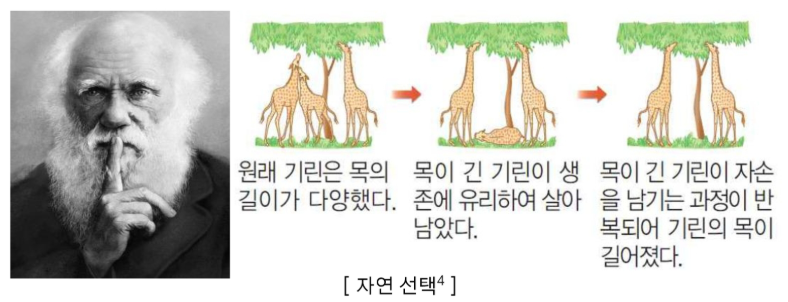 원래 기린은 목의
길이가 다양했다.
목이 긴 기린이 생
존에 유리하여 살아
남았다.
목이 긴 기린이 자손
을 남기는 과정이 반
복되어 기린의 목이
길어졌다.
[ 자연 선택⁴ ]